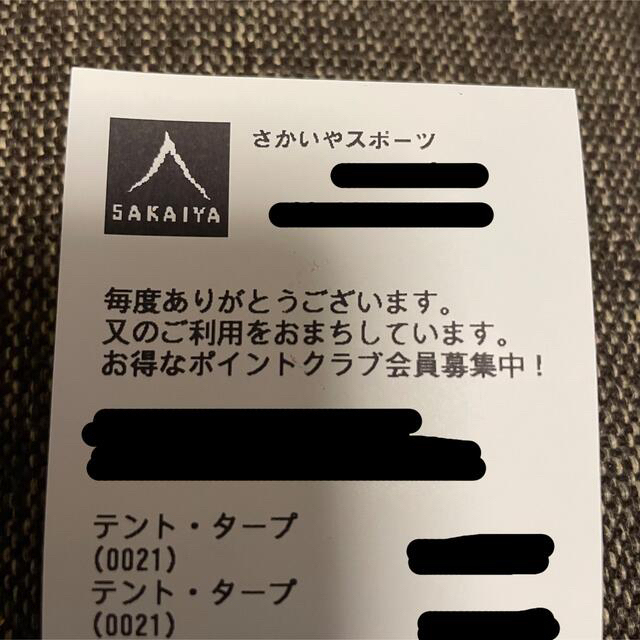 さかいやスポーツ
SAKAIYA
毎度ありがとうございます。
又のご利用をおまちしています。
お得なポイントクラブ会員募集中！
テント・タープ
(0021)
テント・タープ
(0021)